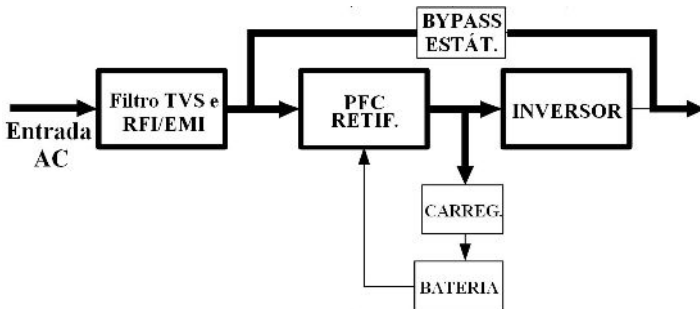 BYPASS
ESTÁT.
Filtro TVS e
RFI/EMI
PFC
RETIF.
INVERSOR
Entrada
AC
CARREG.
BATERIA